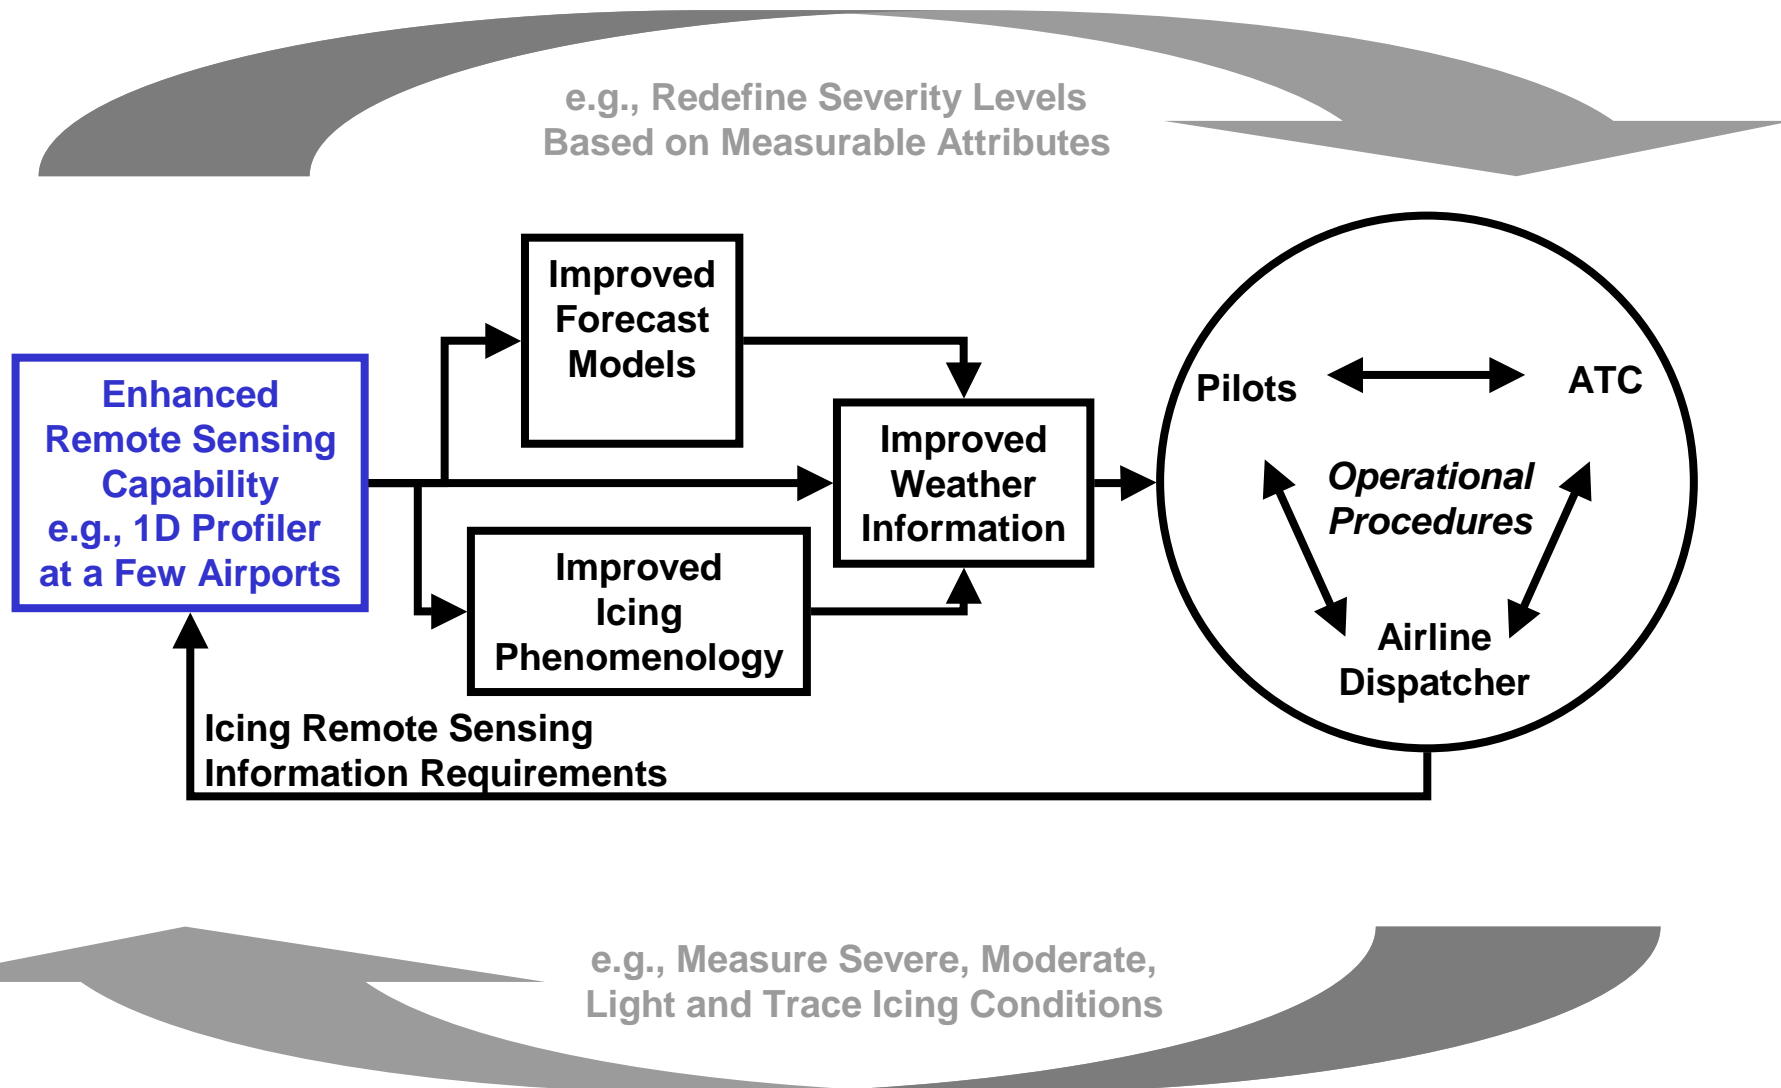 e.g., Redefine Severity Levels
Based on Measurable Attributes
Improved
Forecast
Models
Enhanced
Remote Sensing
Capability
e.g., 1D Profiler
at a Few Airports
Improved
Weather
Information
Improved
Icing
Phenomenology
Pilots
ATC
Operational
Procedures
Airline
Dispatcher
Icing Remote Sensing
Information Requirements
e.g., Measure Severe, Moderate,
Light and Trace Icing Conditions